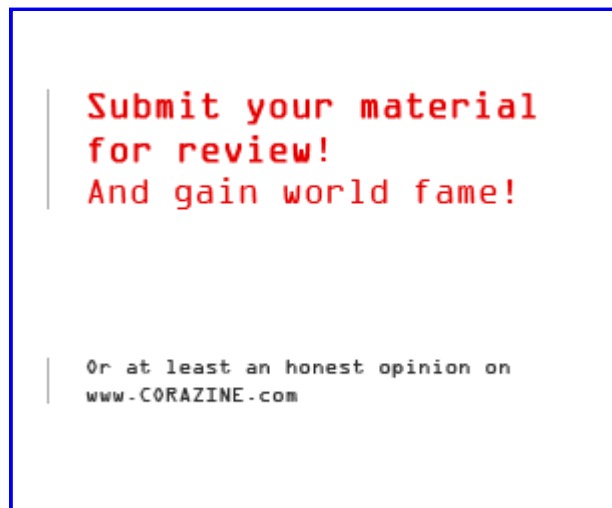 Submit your material
for review!
And gain world fame!
Or at least an honest opinion on
www.CORAZINE.com